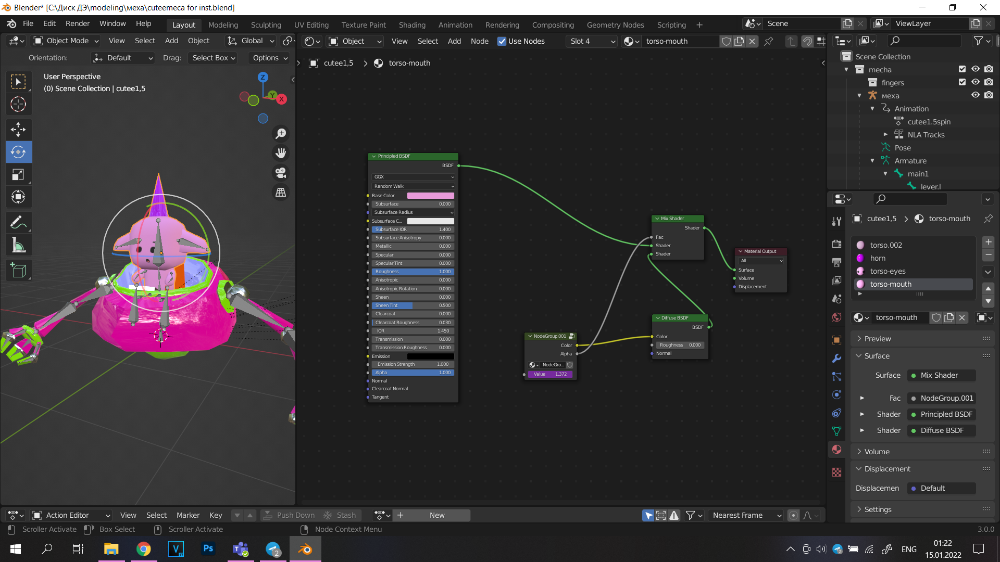 Blender* [C:\Диск ДЭ\modeling\меха\cuteemeca for inst.blend]
File Edit Render Window Help
Layout Modeling Sculpting UV Editing Texture Paint Shading Animation Rendering Compositing Geometry Nodes Scripting +
Scene
ViewLayer
Object Mode View Select Add Object Global
Orientation: Default Drag: Select Box Options
User Perspective
(0) Scene Collection | cutee1,5
Z
Y
X
Object View Select Add Node Use Nodes Slot 4 torso-mouth
cutee1,5 > torso-mouth
Principled BSDF
BSDF
GGX
Random Walk
Base Color
Subsurface 0.000
Subsurface Radius
Subsurface C...
Subsurface IOR 1.400
Subsurface Anisotropy 0.000
Metallic 0.000
Specular 0.000
Specular Tint 0.000
Roughness 1.000
Anisotropic 0.000
Anisotropic Rotation 0.000
Sheen 0.000
Sheen Tint 0.500
Clearcoat 0.000
Clearcoat Roughness 0.030
IOR 1.450
Transmission 0.000
Transmission Roughness 0.000
Emission
Emission Strength 1.000
Alpha 1.000
Normal
Clearcoat Normal
Tangent
NodeGroup.001
Color
Alpha
NodeGro...
Value 1.372
Mix Shader
Shader
Fac
Shader
Shader
Diffuse BSDF
BSDF
Color
Roughness 0.000
Normal
Material Output
All
Surface
Volume
Displacement
Scene Collection
mecha
fingers
меха
Animation
cutee1.5spin
NLA Tracks
Pose
Armature
main1
lever.l
cutee1,5 > torso-mouth
torso.002
horn
torso-eyes
torso-mouth
torso-mouth
Preview
Surface
Surface Mix Shader
Fac NodeGroup.001
Shader Principled BSDF
Shader Diffuse BSDF
Volume
Displacement
Displacemen Default
Settings
Action Editor View Select Marker Key Push Down Stash + New Nearest Frame
Scroller Activate Box Select Scroller Activate Node Context Menu 3.0.0
V
17
Ps
T
2
2
ENG
01:22
15.01.2022